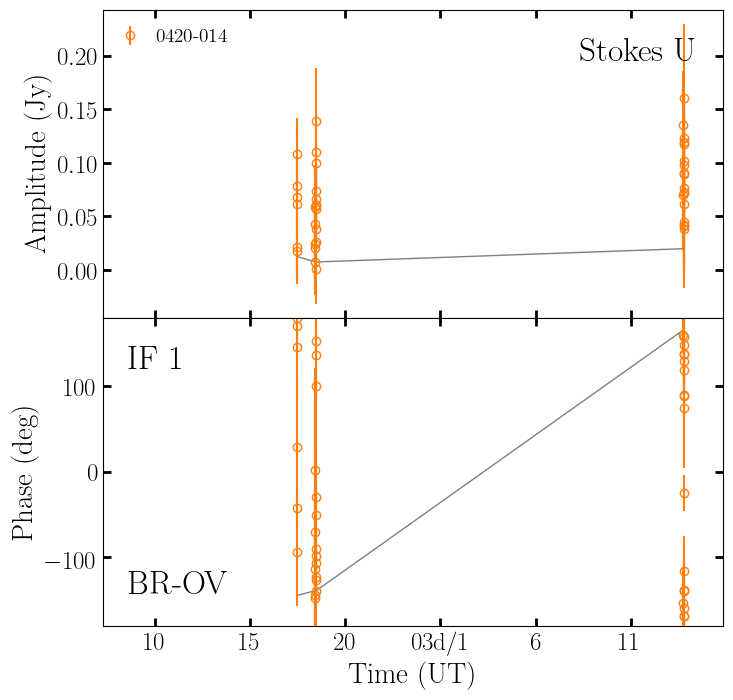 0420-014
Stokes U
Amplitude (Jy)
0.20
0.15
0.10
0.05
0.00
IF 1
Phase (deg)
100
0
−100
BR-OV
10 15 20 03d/1 6 11
Time (UT)